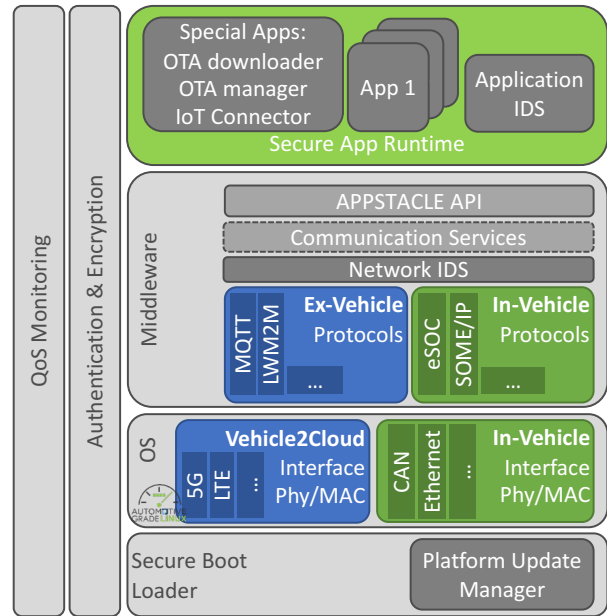 QoS Monitoring
Authentication & Encryption
Special Apps:
OTA downloader
OTA manager
IoT Connector
App 1
Application
IDS
Secure App Runtime
Middleware
APPSTACLE API
Communication Services
Network IDS
Ex-Vehicle
Protocols
MQTT
LWM2M
...
In-Vehicle
Protocols
eSOC
SOME/IP
...
OS
AUTOMOTIVE
GRADELINUX
Vehicle2Cloud
Interface
Phy/MAC
5G
LTE
...
In-Vehicle
Interface
Phy/MAC
CAN
Ethernet
...
Secure Boot
Loader
Platform Update
Manager